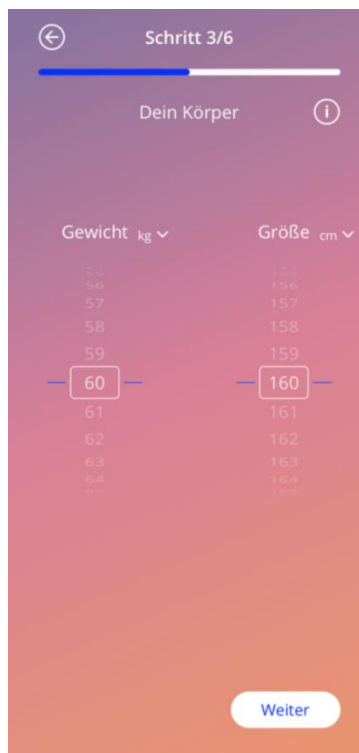 Schritt 3/6
Dein Körper
Gewicht kg Größe cm
56 156
57 157
58 158
59 159
60 160
61 161
62 162
63 163
64 164
Weiter